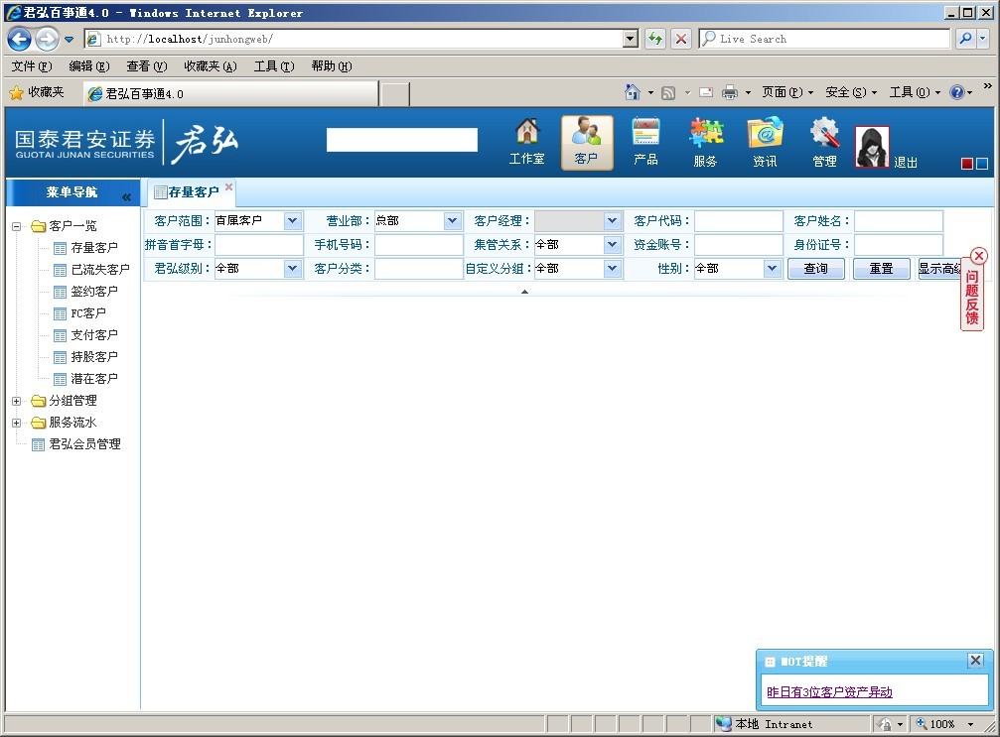 君弘百事通4.0 - Windows Internet Explorer
http://localhost/junhongweb/
Live Search
文件(F) 编辑(E) 查看(V) 收藏夹(A) 工具(T) 帮助(H)
收藏夹 君弘百事通4.0 页面(P) 安全(S) 工具(O) »
国泰君安证券 君弘
GUOTAI JUNAN SECURITIES
工作室 客户 产品 服务 资讯 管理 退出
菜单导航 «
存量客户
客户一览
存量客户
已流失客户
签约客户
FC客户
支付客户
持股客户
潜在客户
分组管理
服务流水
君弘会员管理
客户范围： 直属客户 营业部： 总部 客户经理： 客户代码： 客户姓名：
拼音首字母： 手机号码： 集管关系： 全部 资金账号： 身份证号：
君弘级别： 全部 客户分类： 自定义分组： 全部 性别： 全部 查询 重置 显示高级
问题反馈
MOT提醒
昨日有3位客户资产异动
本地 Intranet 100%